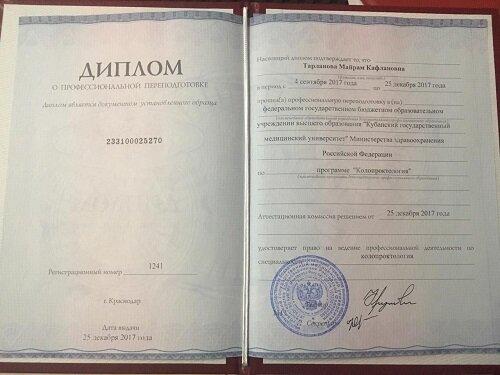 ДИПЛОМ
О ПРОФЕССИОНАЛЬНОЙ ПЕРЕПОДГОТОВКЕ
Диплом является документом установленного образца
233100025270
Регистрационный номер 1241
г. Краснодар
Дата выдачи
25 декабря 2017 года
Настоящий диплом подтверждает то, что
Тарланова Майрам Кафлановна
в период с 4 сентября 2017 года по 25 декабря 2017 года
прошел(а) профессиональную переподготовку в (на)
федеральном государственном бюджетном образовательном
учреждении высшего образования "Кубанский государственный
медицинский университет" Министерства здравоохранения
Российской Федерации
по программе "Колопроктология"
Аттестационная комиссия решением от 25 декабря 2017 года
удостоверяет право на ведение профессиональной деятельности по
специальности колопроктология
Секретарь